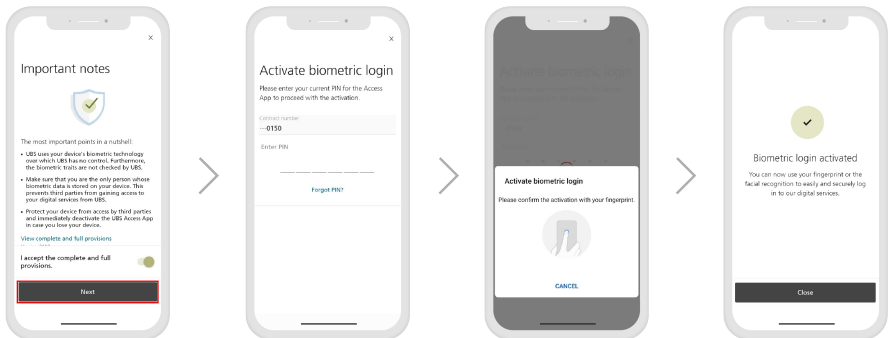 X
Important notes
The most important points in a nutshell:
• UBS uses your device's biometric technology
over which UBS has no control. Furthermore,
the biometric traits are not checked by UBS.
• Make sure that you are the only person whose
biometric data is stored on your device. This
prevents third parties from gaining access to
your digital services from UBS.
• Protect your device from access by third parties
and immediately deactivate the UBS Access App
in case you lose your device.
View complete and full provisions
I accept the complete and full
provisions.
Next
X
Activate biometric login
Please enter your current PIN for the Access
App to proceed with the activation.
Contract number
···0150
Enter PIN
Forgot PIN?
Activate biometric login
Activate biometric login
Please confirm the activation with your fingerprint.
CANCEL
X
Biometric login activated
You can now use your fingerprint or the
facial recognition to easily and securely log
in to our digital services.
Close